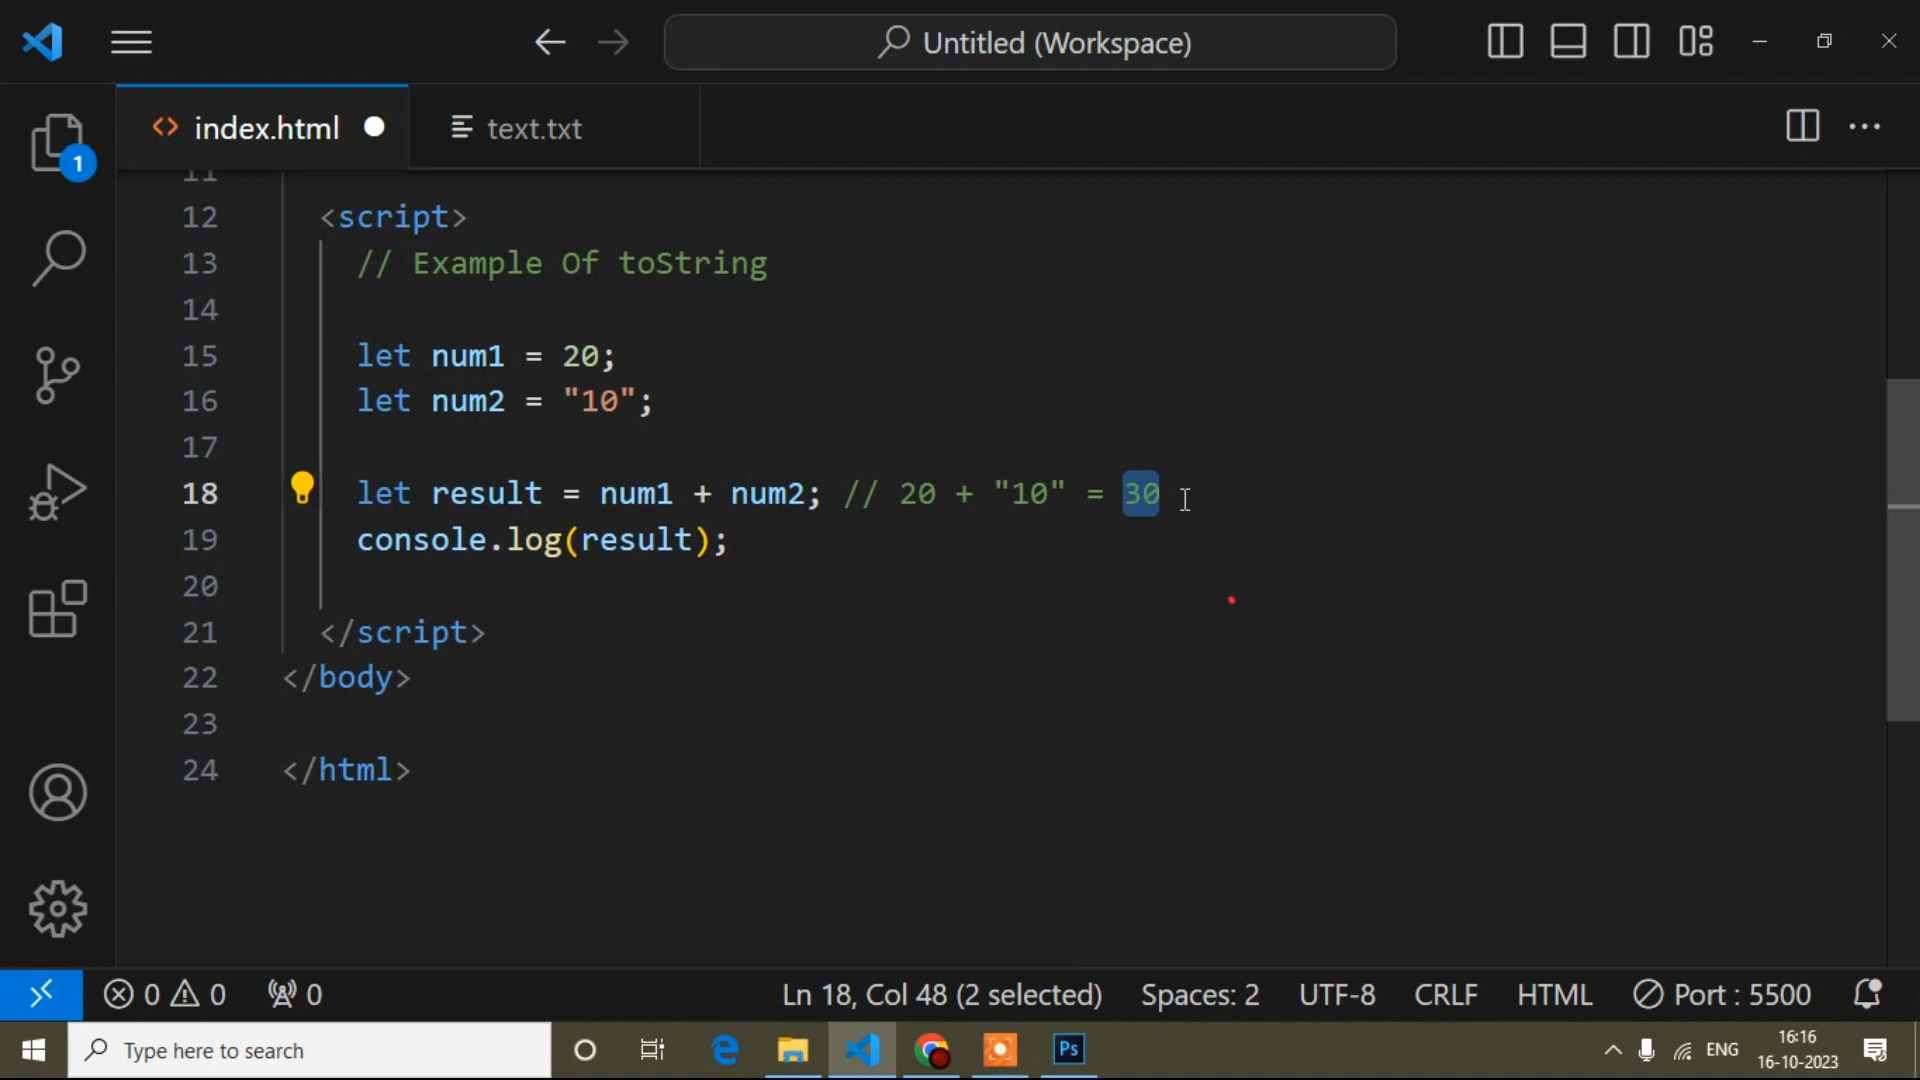 Untitled (Workspace)
index.html
text.txt
1
11
12 <script>
13 // Example Of toString
14
15 let num1 = 20;
16 let num2 = "10";
17
18 let result = num1 + num2; // 20 + "10" = 30
19 console.log(result);
20
21 </script>
22 </body>
23
24 </html>
0 0 0 Ln 18, Col 48 (2 selected) Spaces: 2 UTF-8 CRLF HTML Port : 5500
Type here to search
Ps
ENG
16:16
16-10-2023